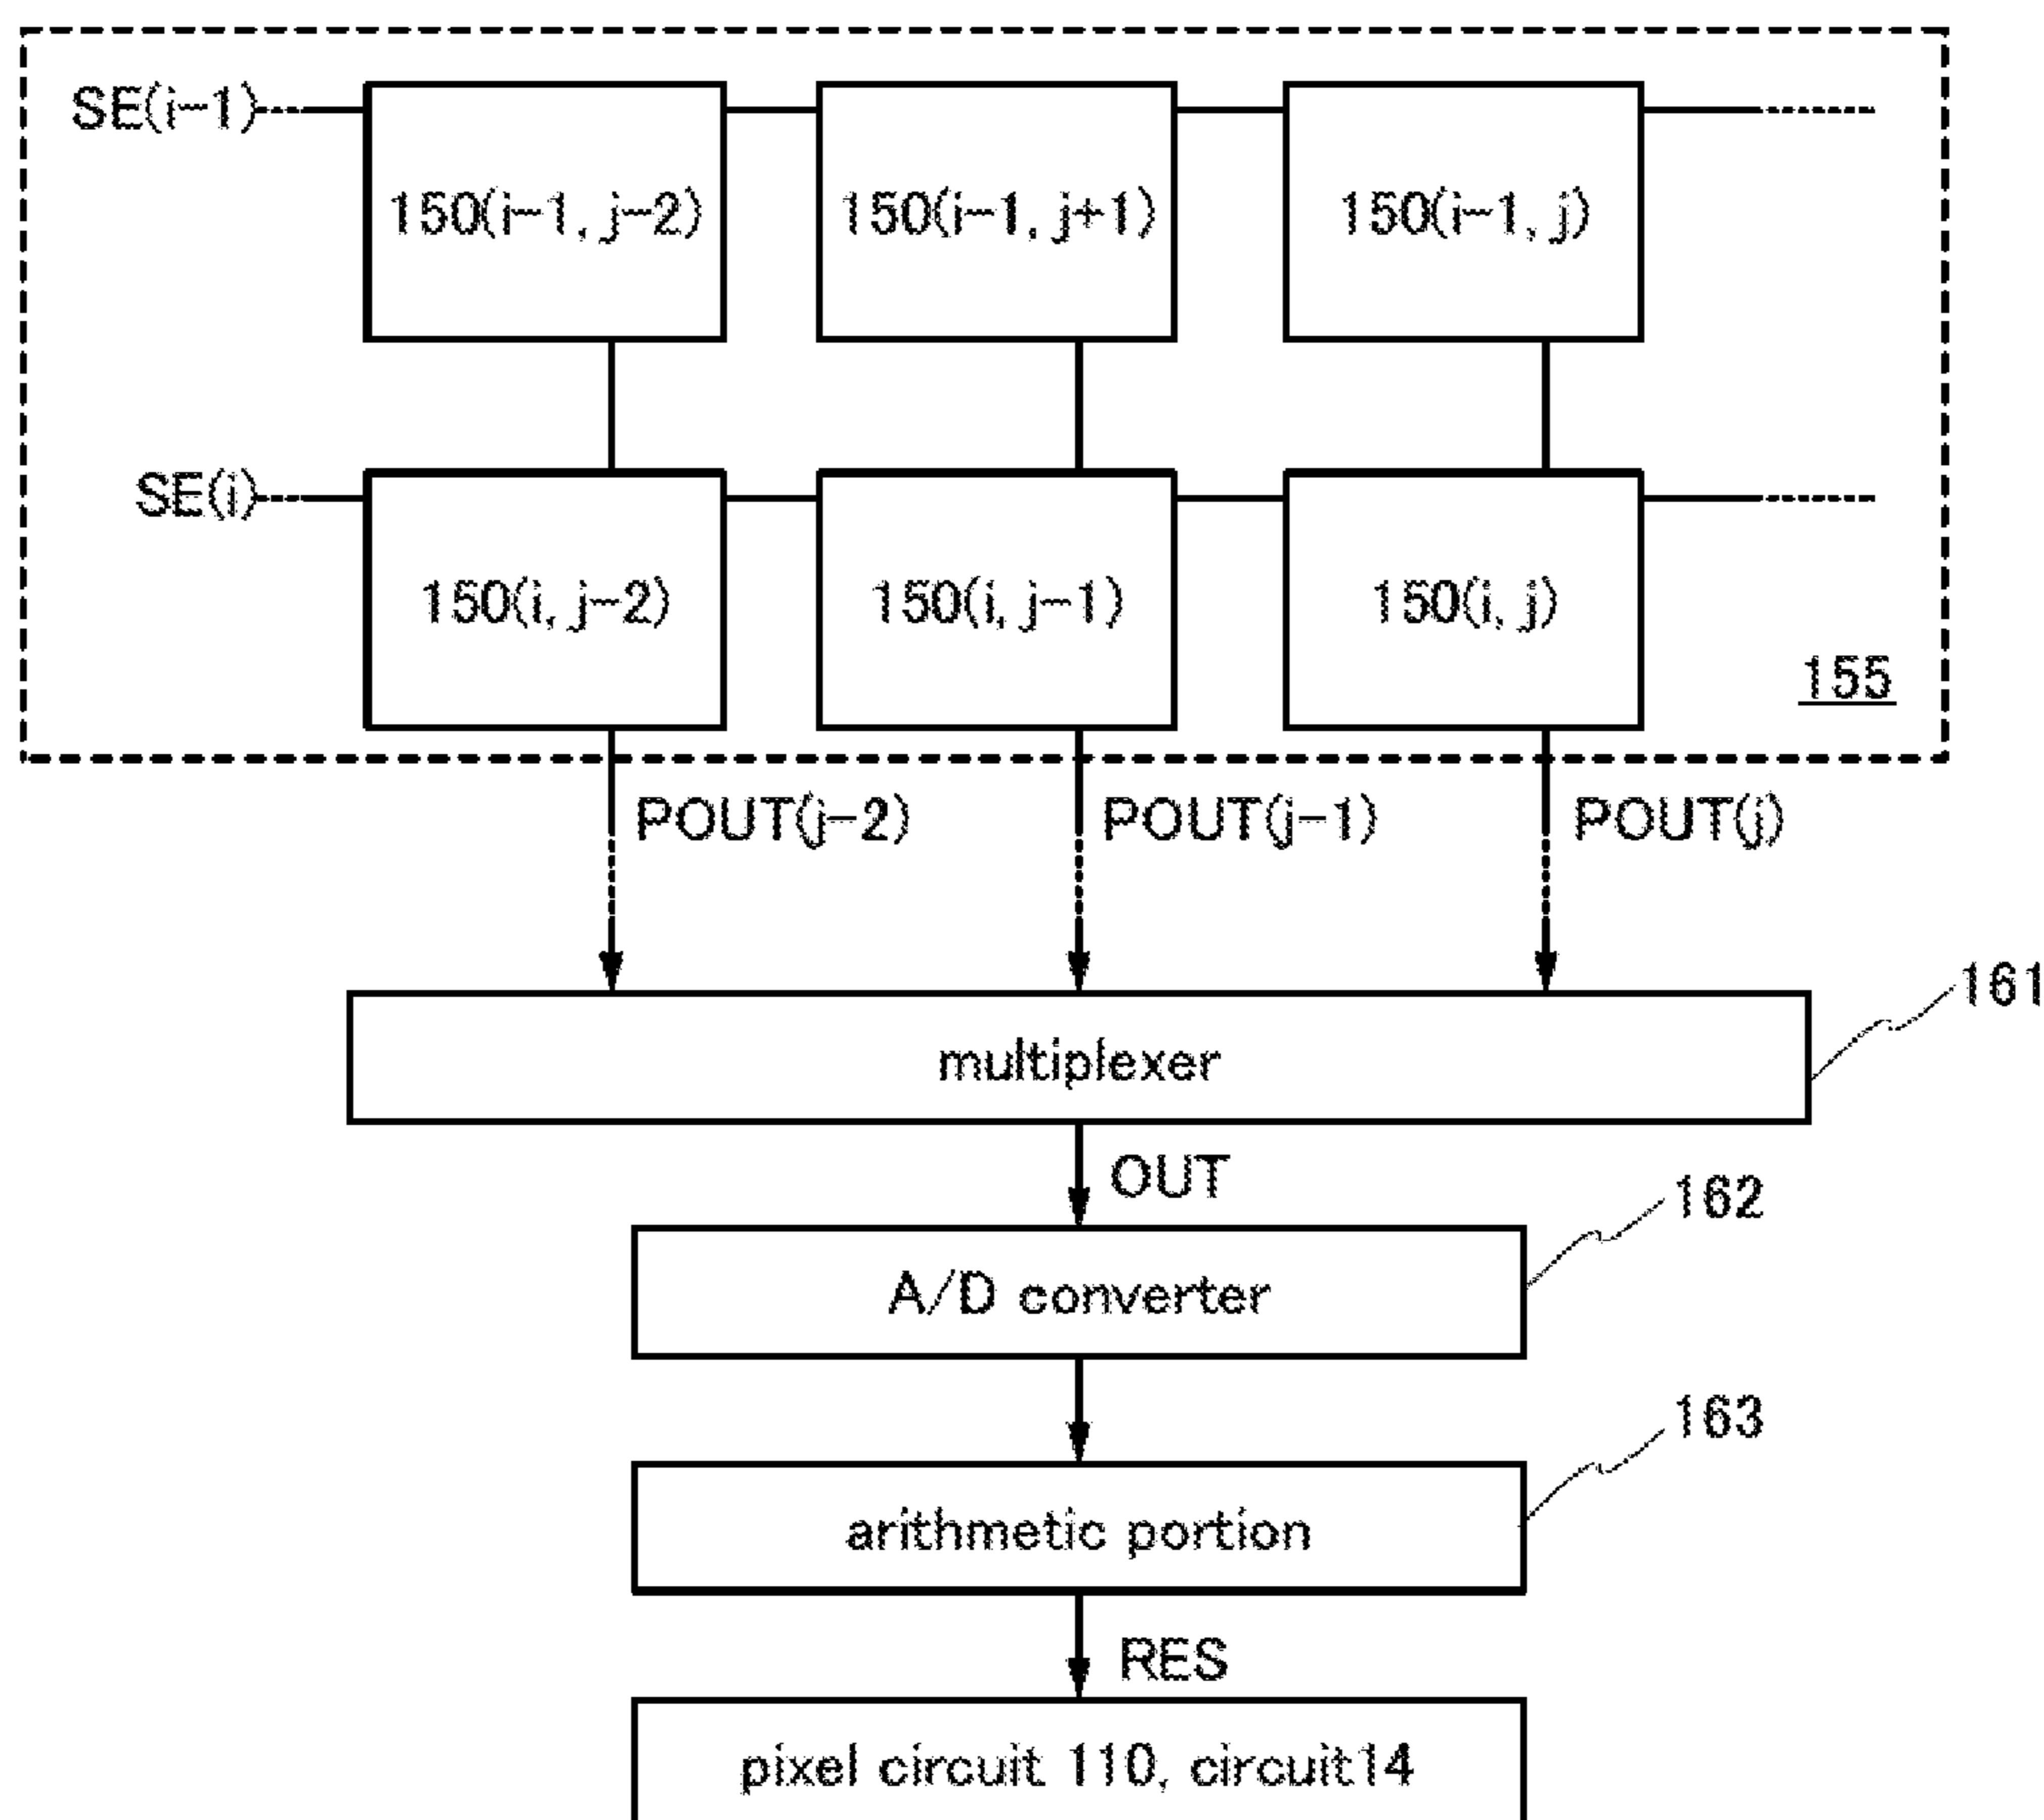 SE(i-1)
150(i-1, j-2)
150(i-1, j+1)
150(i-1, j)
SE(i)
150(i, j-2)
150(i, j-1)
150(i, j)
155
POUT(j-2)
POUT(j-1)
POUT(j)
161
multiplexer
OUT
162
A/D converter
163
arithmetic portion
RES
pixel circuit 110, circuit14